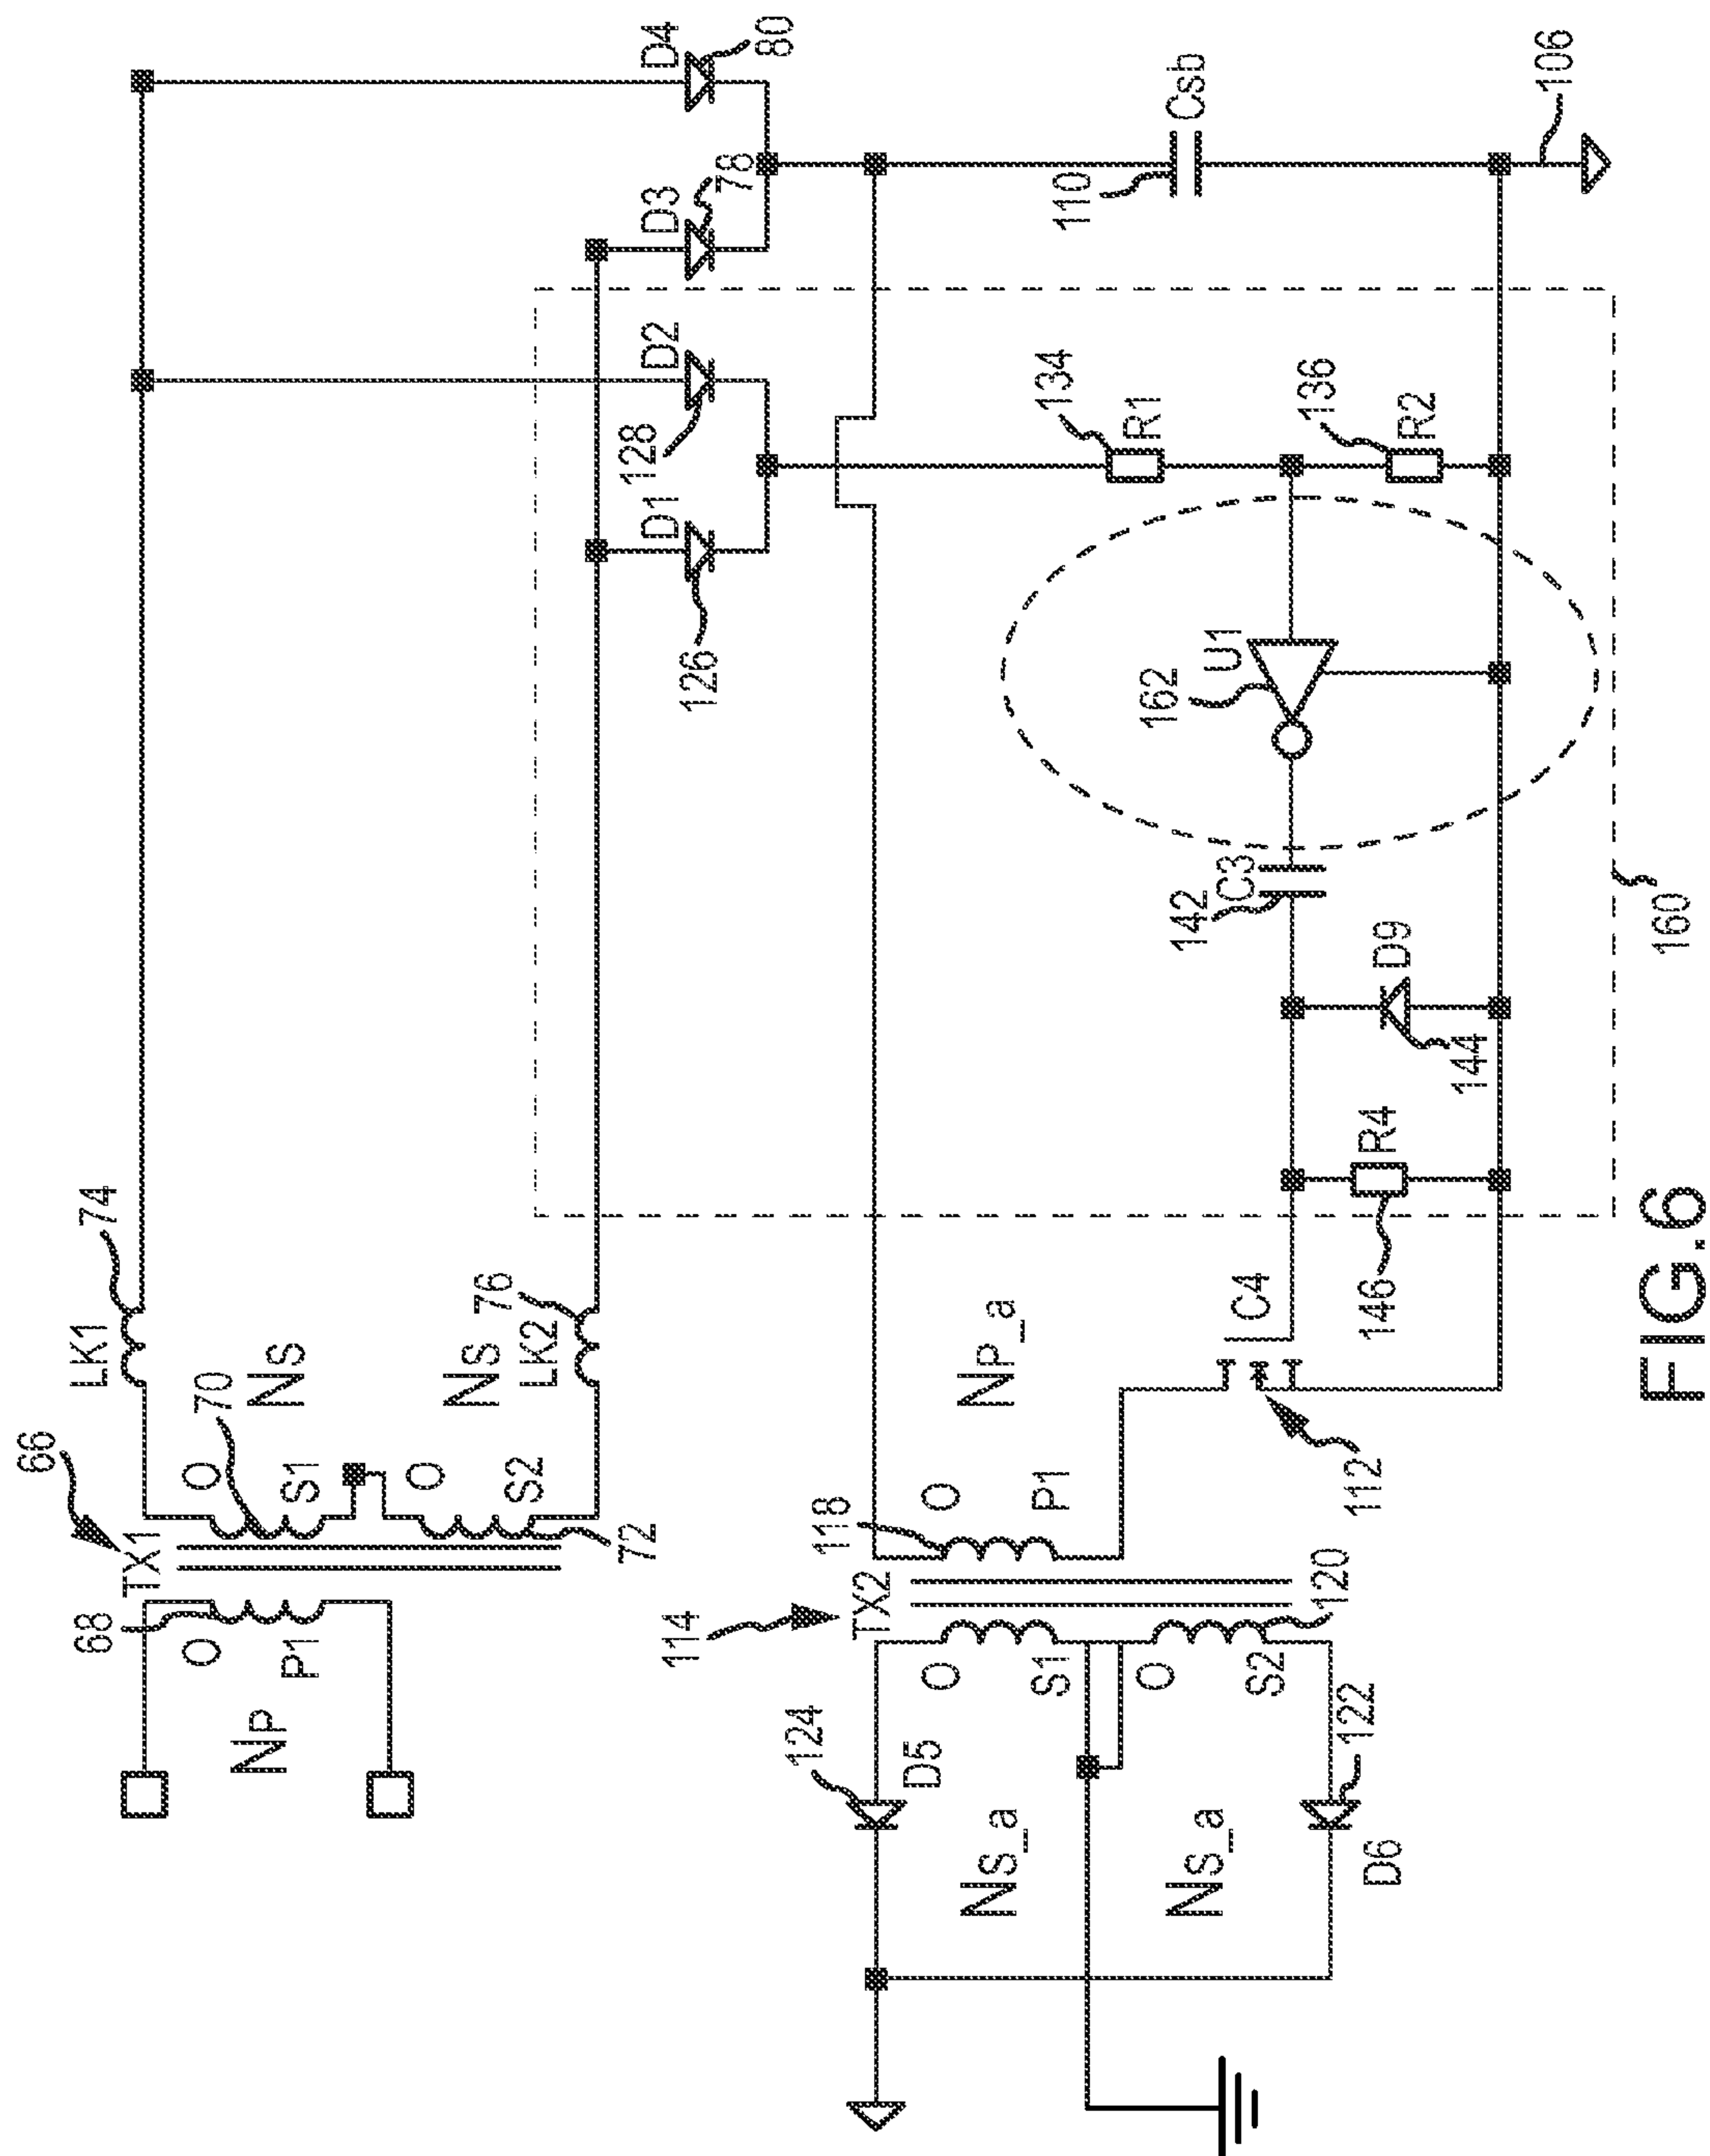 66
TX1
68
O
P1
NP
O
70
S1
NS
O
S2
NS
72
LK1
74
LK2
76
D4
80
D3
78
D2
128
D1
126
110
Csb
106
134
R1
136
R2
U1
162
C3
142
D9
144
R4
146
160
C4
112
NP_a
118
O
P1
TX2
114
O
S1
O
S2
120
124
D5
NS_a
NS_a
D6
122
FIG.6